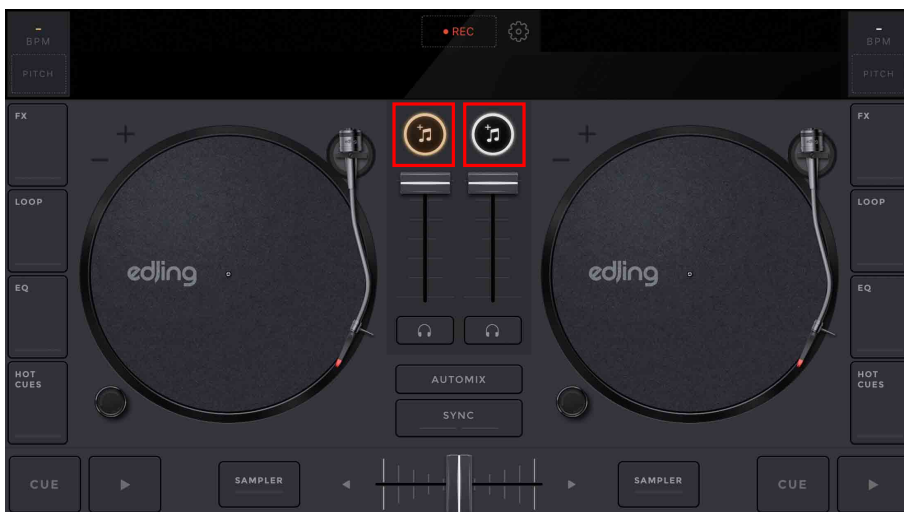 BPM
• REC
BPM
PITCH
PITCH
FX
FX
LOOP
LOOP
edjing
edjing
EQ
EQ
HOT
CUES
HOT
CUES
AUTOMIX
SYNC
CUE
SAMPLER
SAMPLER
CUE